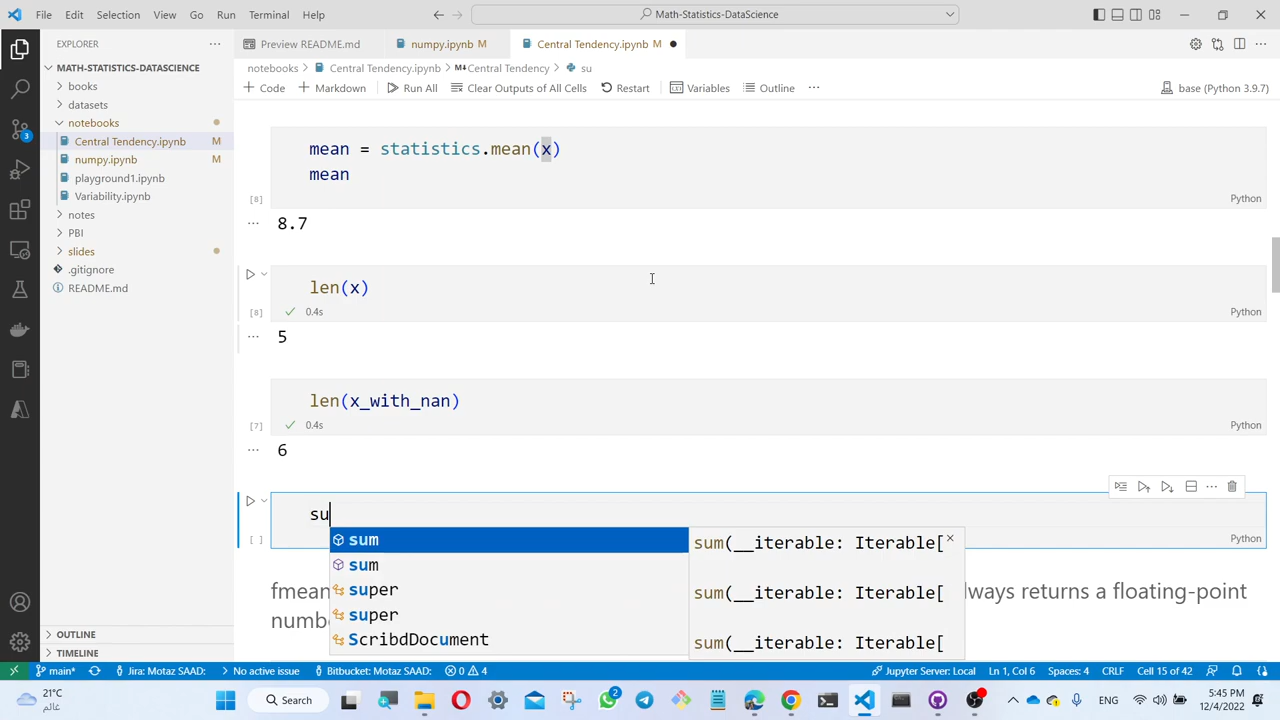 File Edit Selection View Go Run Terminal Help
Math-Statistics-DataScience
EXPLORER
MATH-STATISTICS-DATASCIENCE
books
datasets
notebooks
Central Tendency.ipynb M
numpy.ipynb M
playground1.ipynb
Variability.ipynb
notes
PBI
slides
.gitignore
README.md
OUTLINE
TIMELINE
3
Preview README.md
numpy.ipynb M
Central Tendency.ipynb M
notebooks > Central Tendency.ipynb > M↓Central Tendency > su
+ Code + Markdown Run All Clear Outputs of All Cells Restart Variables Outline ...
base (Python 3.9.7)
mean = statistics.mean(x)
mean
[8]
Python
... 8.7
len(x)
[8] 0.4s
Python
... 5
len(x_with_nan)
[7] 0.4s
Python
... 6
su
[ ]
Python
sum
sum
super
super
ScribdDocument
sum(__iterable: Iterable[
sum(__iterable: Iterable[
sum(__iterable: Iterable[
fmean
lways returns a floating-point
numb
main* Jira: Motaz SAAD: No active issue Bitbucket: Motaz SAAD: 0 4
Jupyter Server: Local Ln 1, Col 6 Spaces: 4 CRLF Cell 15 of 42
21°C
غائم
Search
2
ENG
5:45 PM
12/4/2022